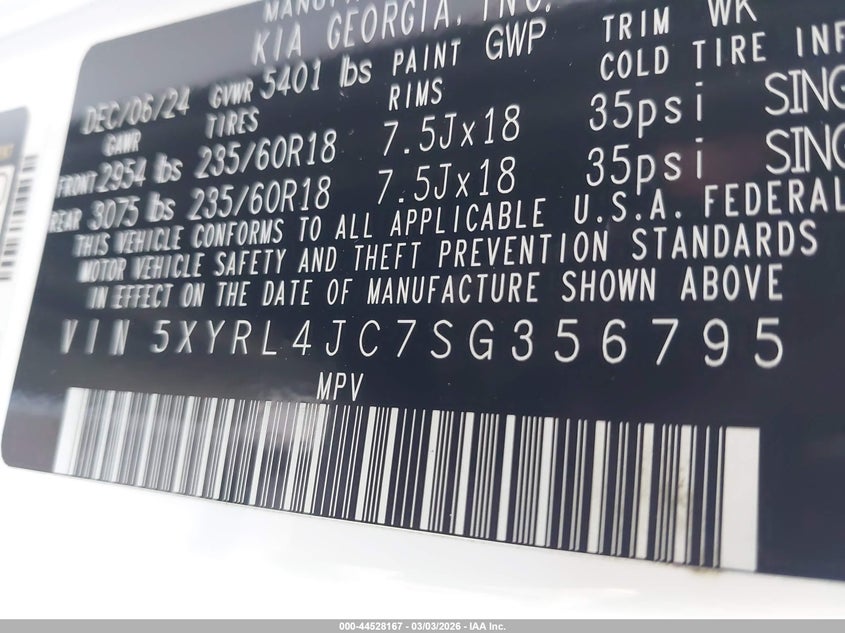 KIA GEORGIA, INC.
DEC/06/24 GVWR 5401 lbs PAINT GWP TRIM WK
GAWR TIRES RIMS COLD TIRE
FRONT 2954 lbs 235/60R18 7.5Jx18 35psi
REAR 3075 lbs 235/60R18 7.5Jx18 35psi
THIS VEHICLE CONFORMS TO ALL APPLICABLE U.S.A. FEDERAL
MOTOR VEHICLE SAFETY AND THEFT PREVENTION STANDARDS
IN EFFECT ON THE DATE OF MANUFACTURE SHOWN ABOVE
VIN 5XYRL4JC7SG356795
MPV
000-44528167 - 03/03/2026 - IAA Inc.